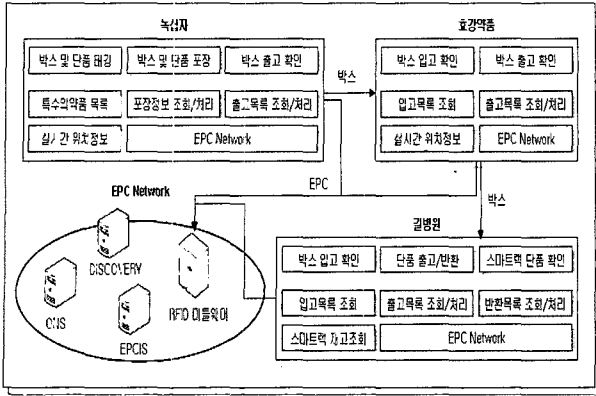 녹십자
박스 및 단품 태깅 박스 및 단품 포장 박스 출고 확인
특수의약품 목록 포장정보 조회/처리 출고목록 조회/처리
실시간 위치정보 EPC Network
박스
호강약품
박스 입고 확인 박스 출고 확인
입고목록 조회 출고목록 조회/처리
실시간 위치정보 EPC Network
EPC
박스
EPC Network
DISCOVERY
ONS
EPCIS
RFID 미들웨어
길병원
박스 입고 확인 단품 출고/반환 스마트랙 단품 확인
입고목록 조회 출고목록 조회/처리 반환목록 조회/처리
스마트랙 재고조회 EPC Network